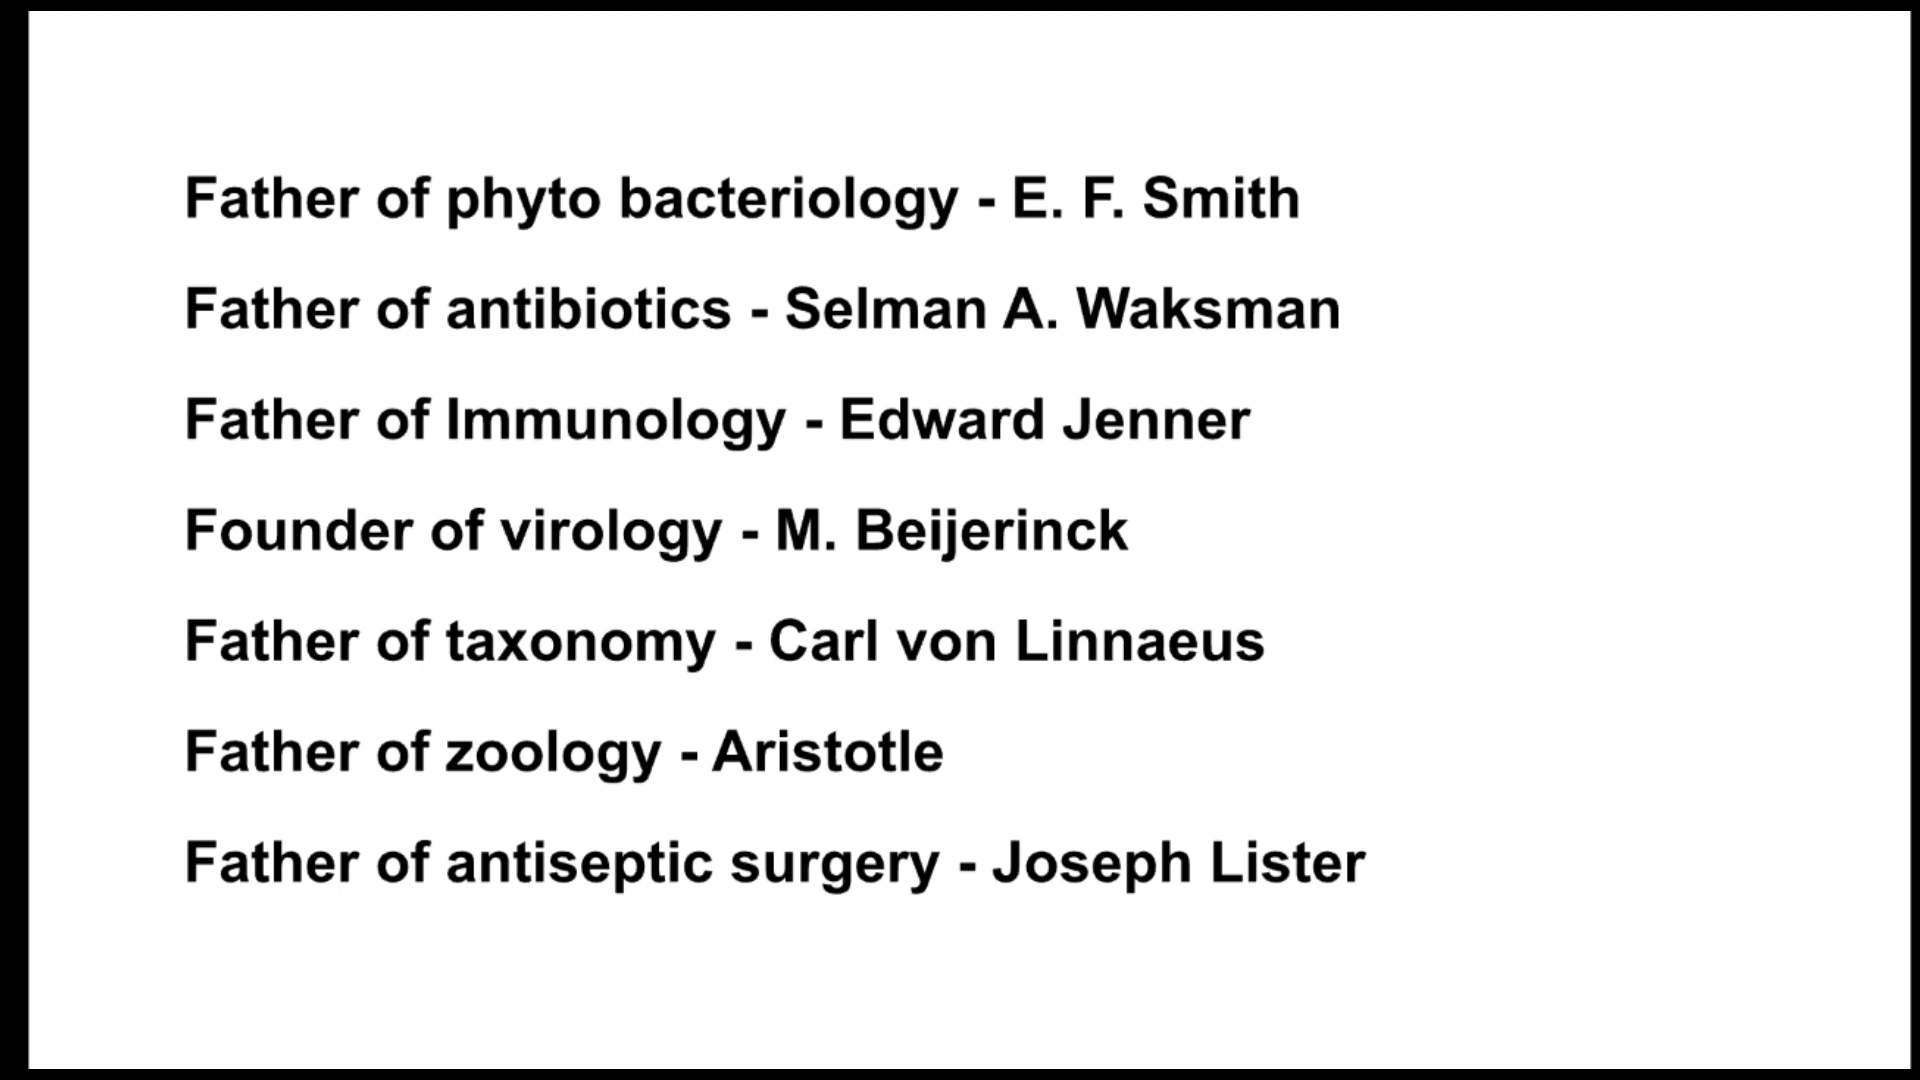 Father of phyto bacteriology - E. F. Smith
Father of antibiotics - Selman A. Waksman
Father of Immunology - Edward Jenner
Founder of virology - M. Beijerinck
Father of taxonomy - Carl von Linnaeus
Father of zoology - Aristotle
Father of antiseptic surgery - Joseph Lister